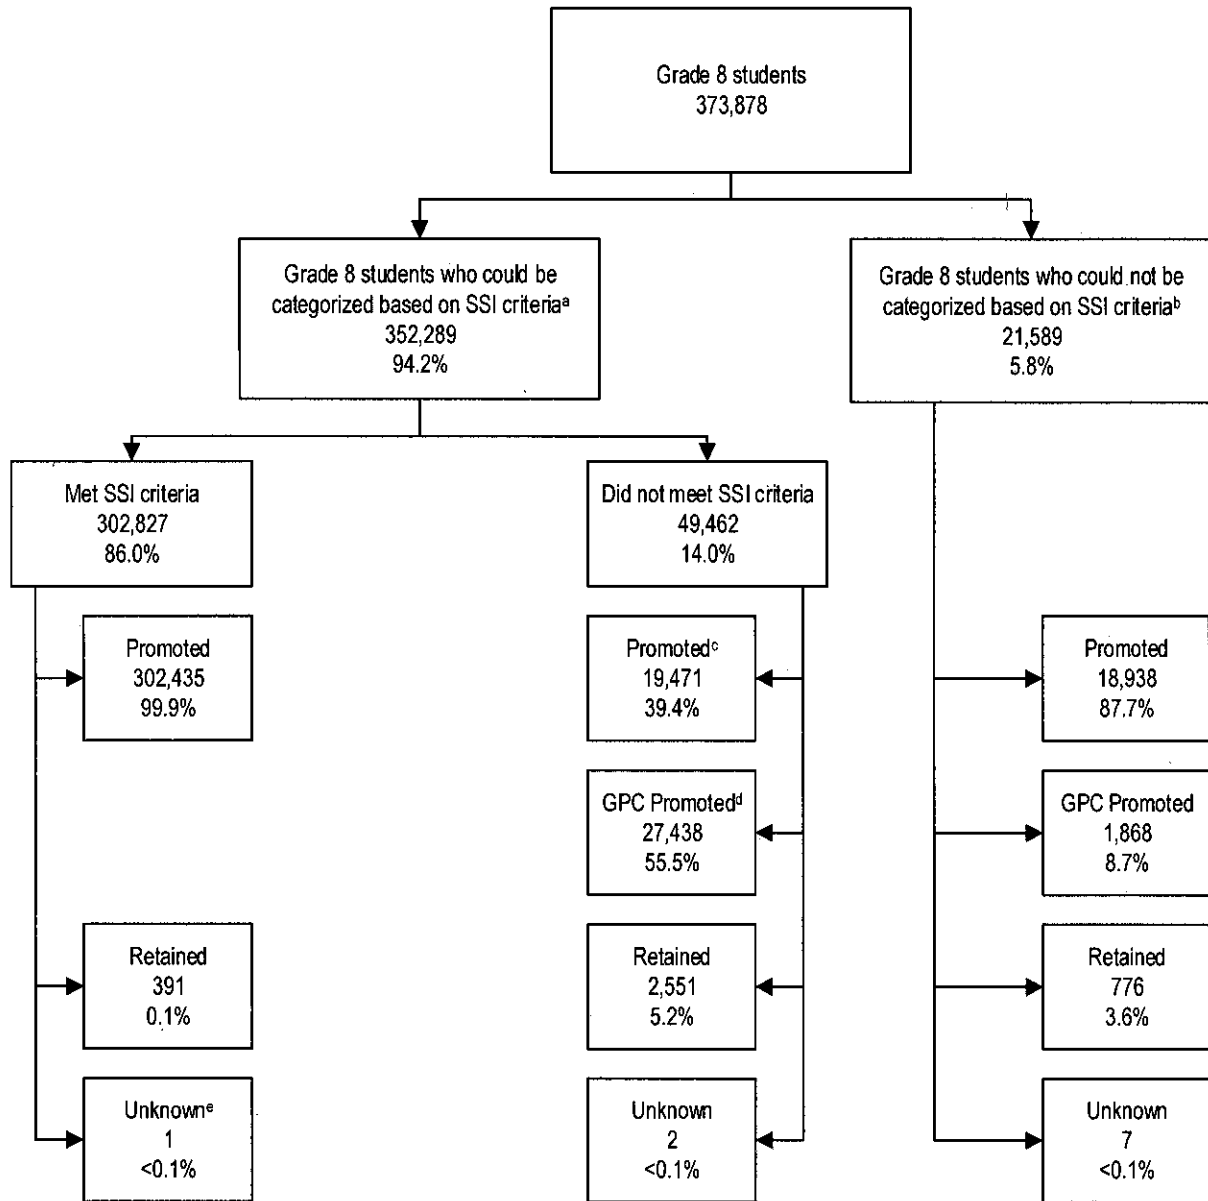 Grade 8 students
373,878
Grade 8 students who could be
categorized based on SSI criteriaᵃ
352,289
94.2%
Grade 8 students who could not be
categorized based on SSI criteriaᵇ
21,589
5.8%
Met SSI criteria
302,827
86.0%
Did not meet SSI criteria
49,462
14.0%
Promoted
302,435
99.9%
Promotedᶜ
19,471
39.4%
Promoted
18,938
87.7%
GPC Promotedᵈ
27,438
55.5%
GPC Promoted
1,868
8.7%
Retained
391
0.1%
Retained
2,551
5.2%
Retained
776
3.6%
Unknownᵉ
1
<0.1%
Unknown
2
<0.1%
Unknown
7
<0.1%